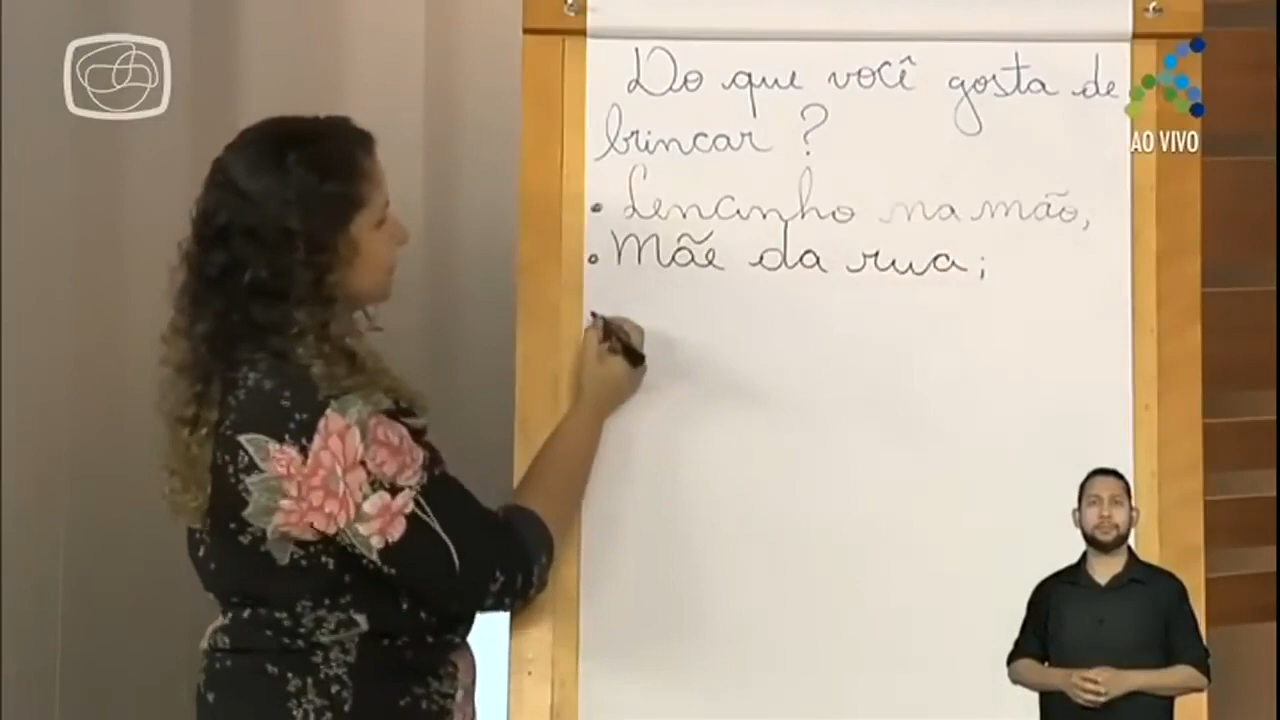 Do que você gosta de
brincar?
• Lencinho na mão,
• Mãe da rua;
AO VIVO